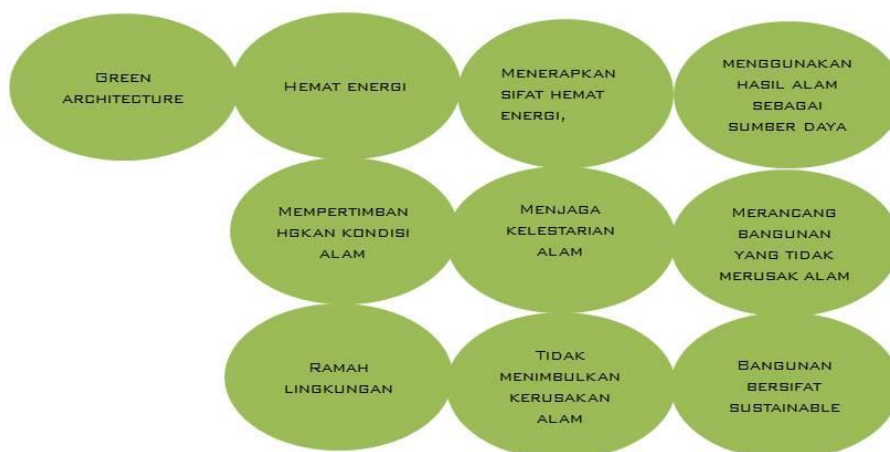 GREEN
ARCHITECTURE
HEMAT ENERGI
MENERAPKAN
SIFAT HEMAT
ENERGI,
MENGGUNAKAN
HASIL ALAM
SEBAGAI
SUMBER DAYA
MEMPERTIMBAN
HGKAN KONDISI
ALAM
MENJAGA
KELESTARIAN
ALAM
MERANCANG
BANGUNAN
YANG TIDAK
MERUSAK ALAM
RAMAH
LINGKUNGAN
TIDAK
MENIMBULKAN
KERUSAKAN
ALAM
BANGUNAN
BERSIFAT
SUSTAINABLE